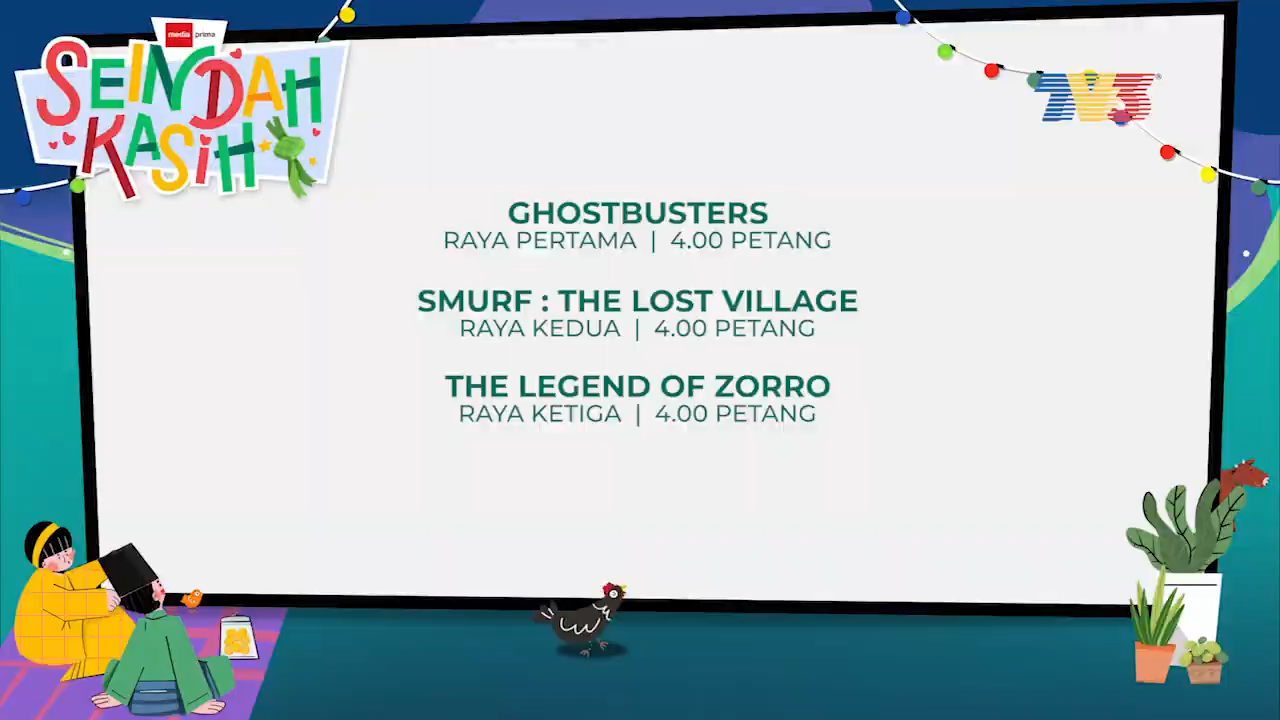 media prima
SEINDAH
KASIH
TV3
GHOSTBUSTERS
RAYA PERTAMA | 4.00 PETANG
SMURF : THE LOST VILLAGE
RAYA KEDUA | 4.00 PETANG
THE LEGEND OF ZORRO
RAYA KETIGA | 4.00 PETANG